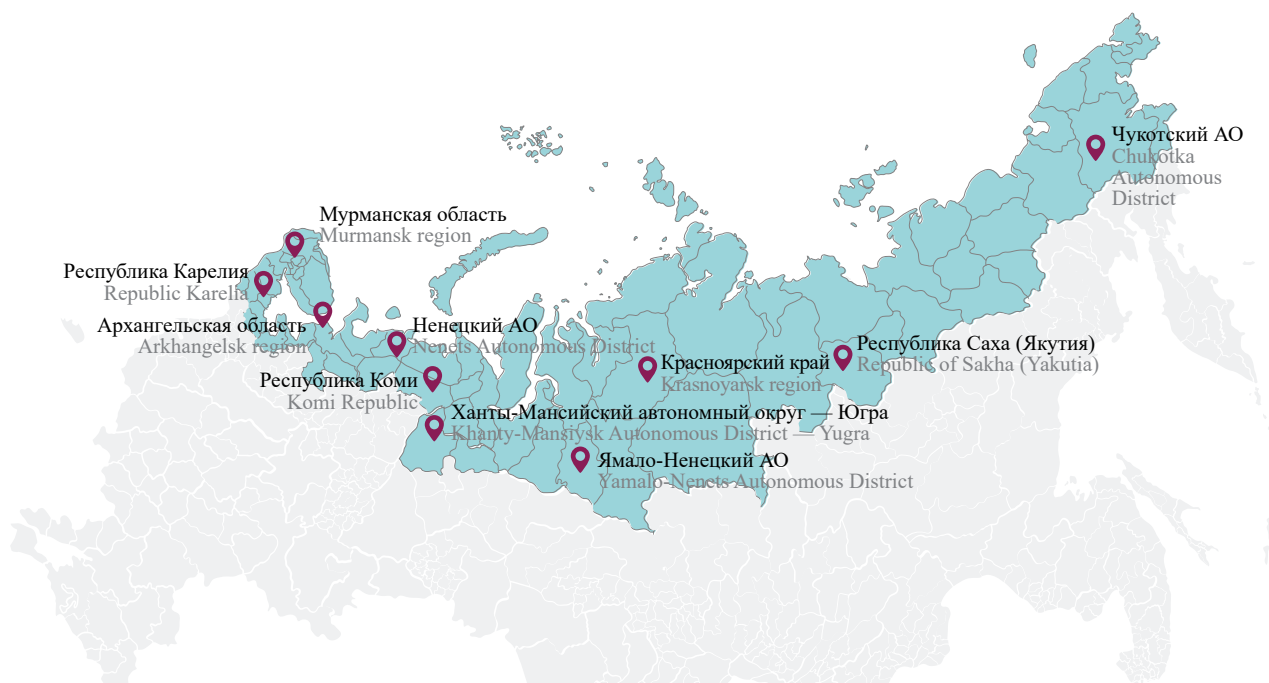 Чукотский АО
Chukotka
Autonomous
District
Мурманская область
Murmansk region
Республика Карелия
Republic Karelia
Архангельская область
Arkhangelsk region
Ненецкий АО
Nenets Autonomous District
Республика Саха (Якутия)
Republic of Sakha (Yakutia)
Красноярский край
Krasnoyarsk region
Республика Коми
Komi Republic
Ханты-Мансийский автономный округ — Югра
Khanty-Mansiysk Autonomous District — Yugra
Ямало-Ненецкий АО
Yamalo-Nenets Autonomous District